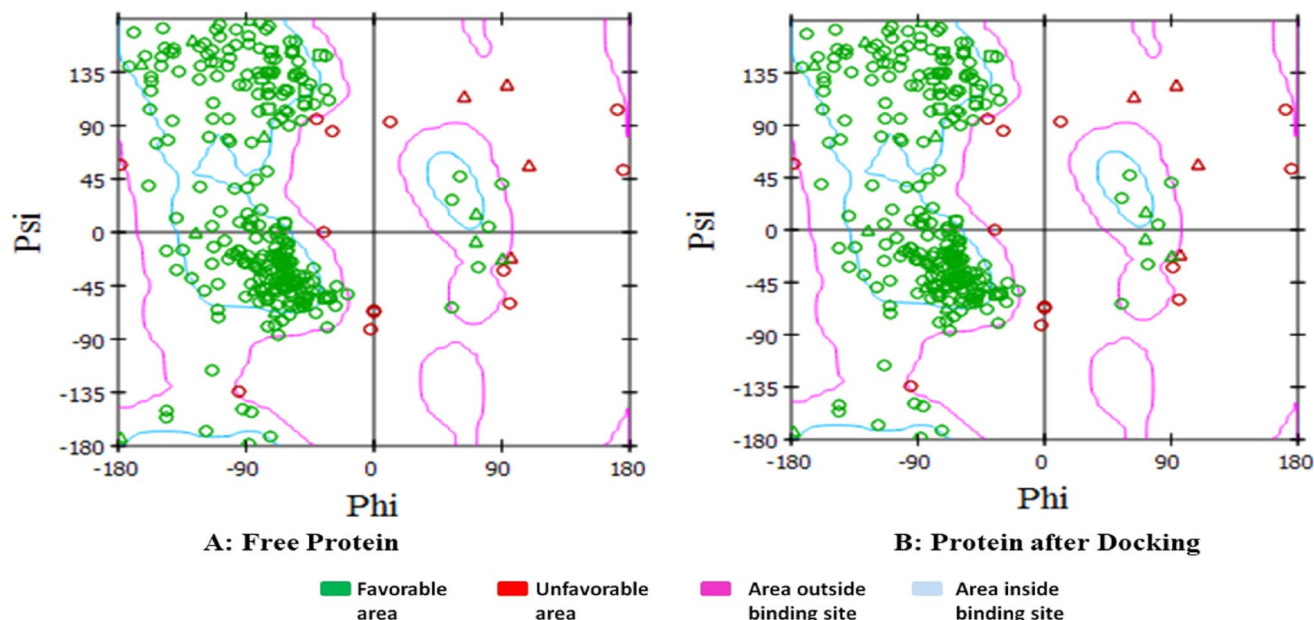 135
90
45
0
-45
-90
-135
-180
Psi
-180
-90
0
90
180
Phi
A: Free Protein
135
90
45
0
-45
-90
-135
-180
Psi
-180
-90
0
90
180
Phi
B: Protein after Docking
Favorable
area
Unfavorable
area
Area outside
binding site
Area inside
binding site